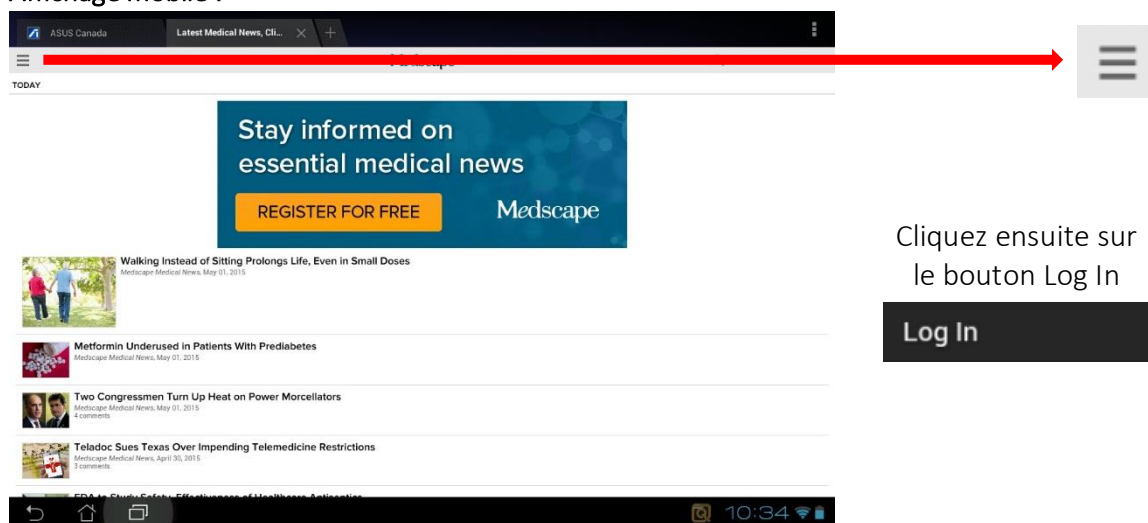 ASUS Canada
Latest Medical News, Cli...
TODAY
Stay informed on
essential medical news
REGISTER FOR FREE
Medscape
Walking Instead of Sitting Prolongs Life, Even in Small Doses
Medscape Medical News, May 01, 2015
Metformin Underused in Patients With Prediabetes
Medscape Medical News, May 01, 2015
Two Congressmen Turn Up Heat on Power Morcellators
Medscape Medical News, May 01, 2015
4 comments
Teladoc Sues Texas Over Impending Telemedicine Restrictions
Medscape Medical News, April 30, 2015
3 comments
10:34
Cliquez ensuite sur
le bouton Log In
Log In